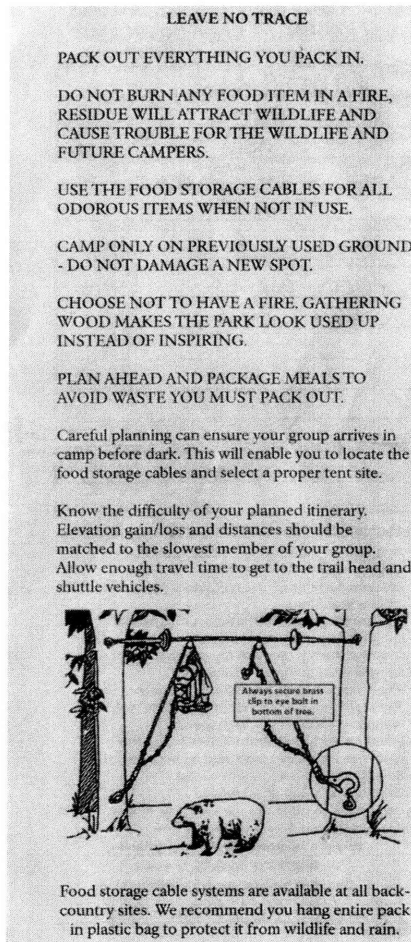 LEAVE NO TRACE
PACK OUT EVERYTHING YOU PACK IN.
DO NOT BURN ANY FOOD ITEM IN A FIRE,
RESIDUE WILL ATTRACT WILDLIFE AND
CAUSE TROUBLE FOR THE WILDLIFE AND
FUTURE CAMPERS.
USE THE FOOD STORAGE CABLES FOR ALL
ODOROUS ITEMS WHEN NOT IN USE.
CAMP ONLY ON PREVIOUSLY USED GROUND
- DO NOT DAMAGE A NEW SPOT.
CHOOSE NOT TO HAVE A FIRE. GATHERING
WOOD MAKES THE PARK LOOK USED UP
INSTEAD OF INSPIRING.
PLAN AHEAD AND PACKAGE MEALS TO
AVOID WASTE YOU MUST PACK OUT.
Careful planning can ensure your group arrives in
camp before dark. This will enable you to locate the
food storage cables and select a proper tent site.
Know the difficulty of your planned itinerary.
Elevation gain/loss and distances should be
matched to the slowest member of your group.
Allow enough travel time to get to the trail head and
shuttle vehicles.
Always secure brass
clip to eye bolt in
bottom of tree.
Food storage cable systems are available at all back-
country sites. We recommend you hang entire pack
in plastic bag to protect it from wildlife and rain.